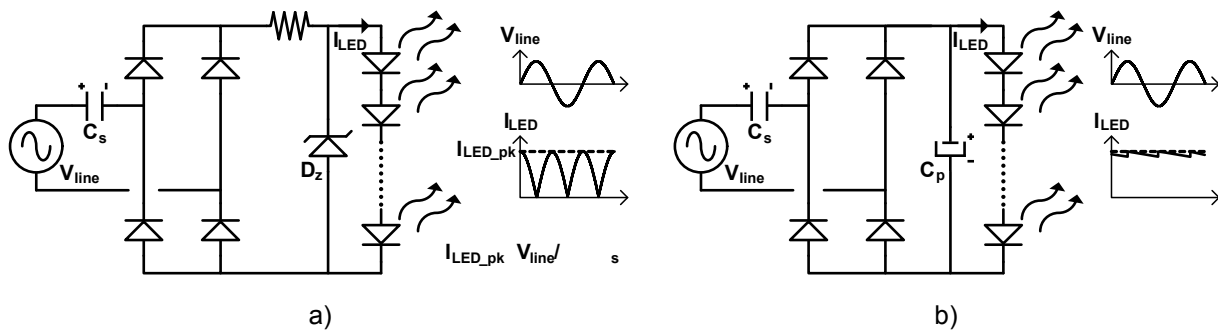 I_LED
V_line
+ '
C_s
V_line
D_z
I_LED
I_LED_pk
I_LED_pk V_line/ s
a)
I_LED
V_line
+ '
C_s
V_line
C_p
+
-
I_LED
b)